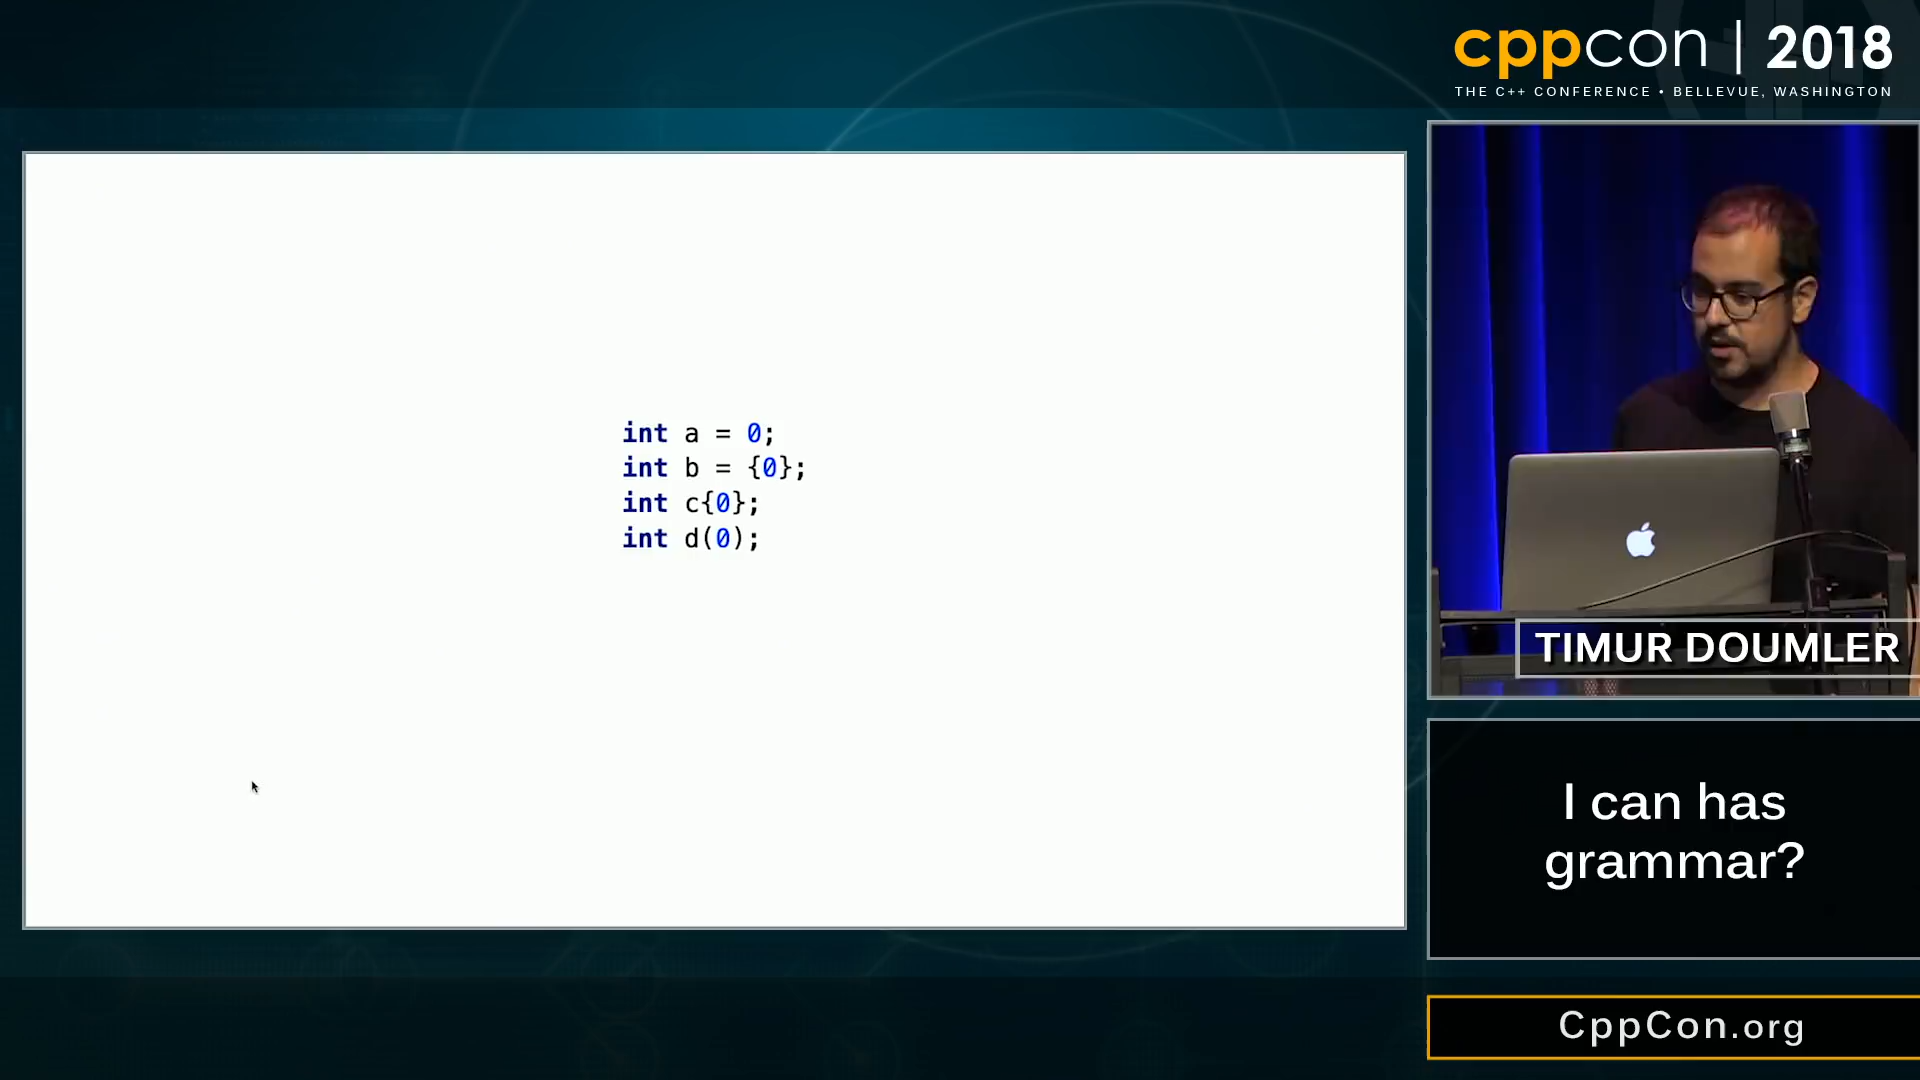 cppcon | 2018
THE C++ CONFERENCE • BELLEVUE, WASHINGTON
int a = 0;
int b = {0};
int c{0};
int d(0);
TIMUR DOUMLER
I can has
grammar?
CppCon.org